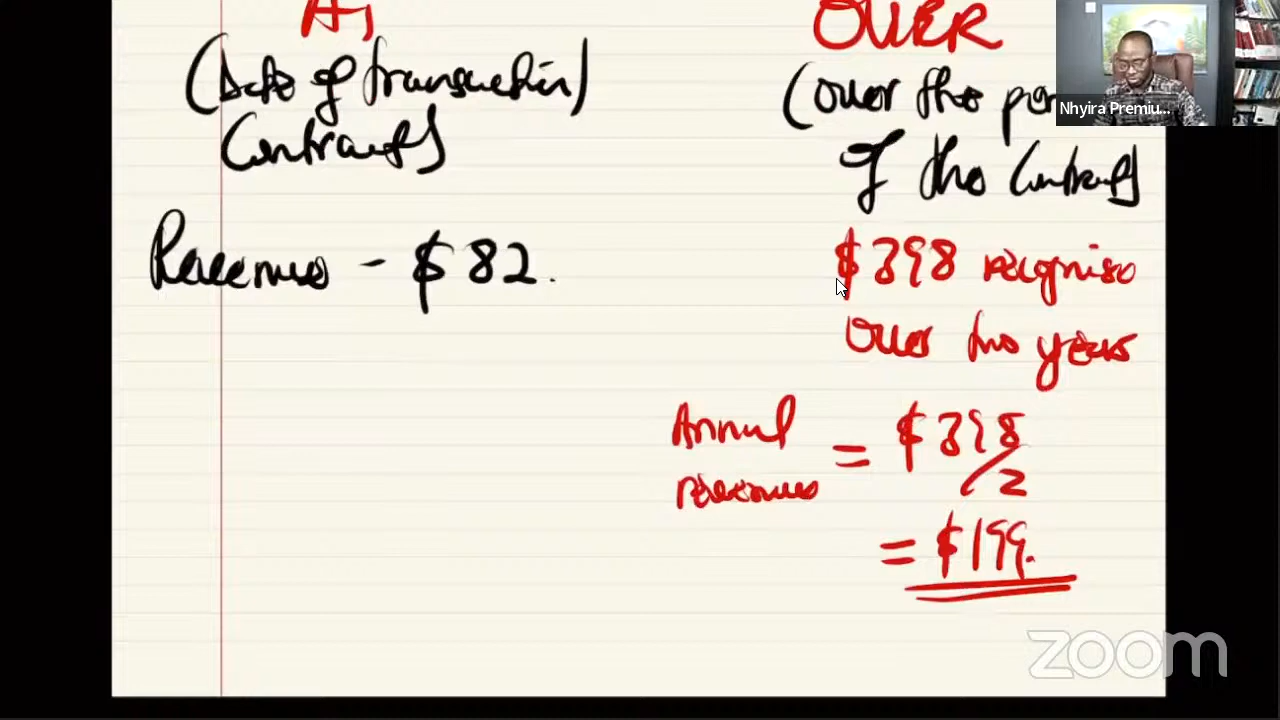 At
(Date of transaction)
Contract)
Revenue - $82.
OVER
(over the per
of the Contract)
$398 recognise
over two years
Annual revenue = $398/2
= $199.
Nhyira Premiu...
zoom